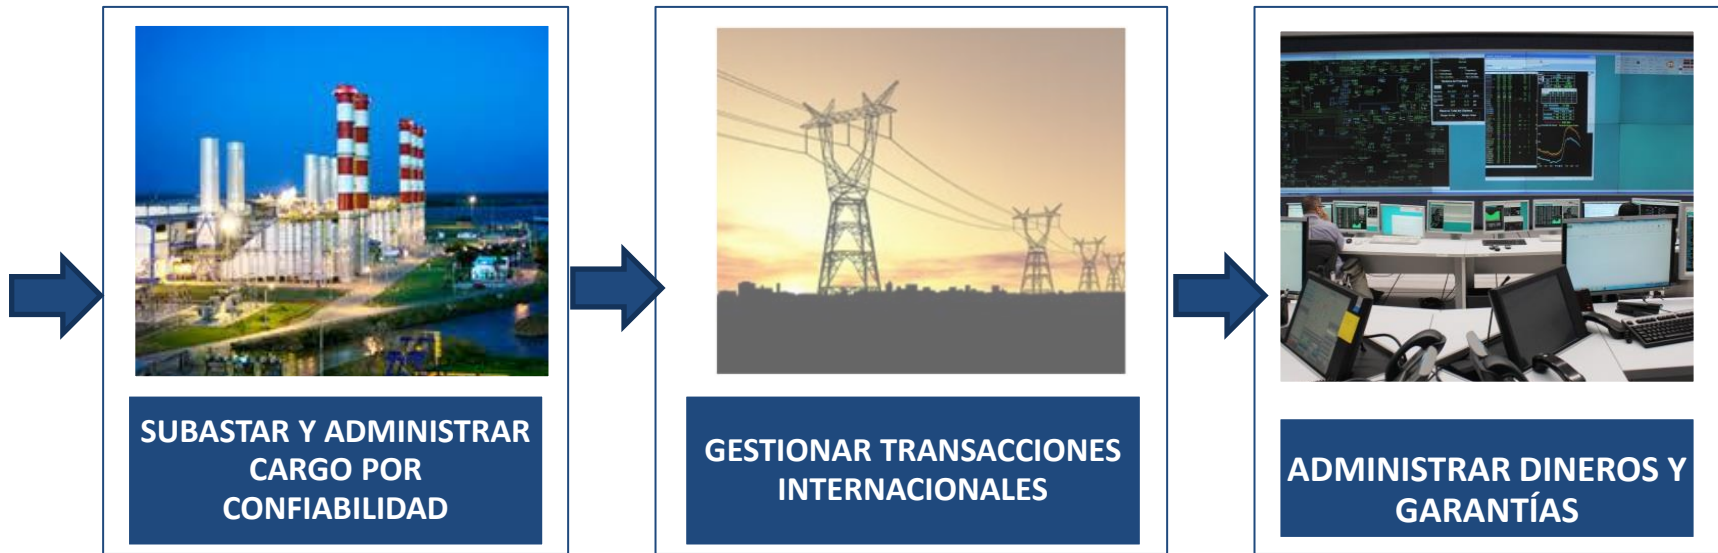 SUBASTAR Y ADMINISTRAR
CARGO POR
CONFIABILIDAD
GESTIONAR TRANSACCIONES
INTERNACIONALES
ADMINISTRAR DINEROS Y
GARANTÍAS